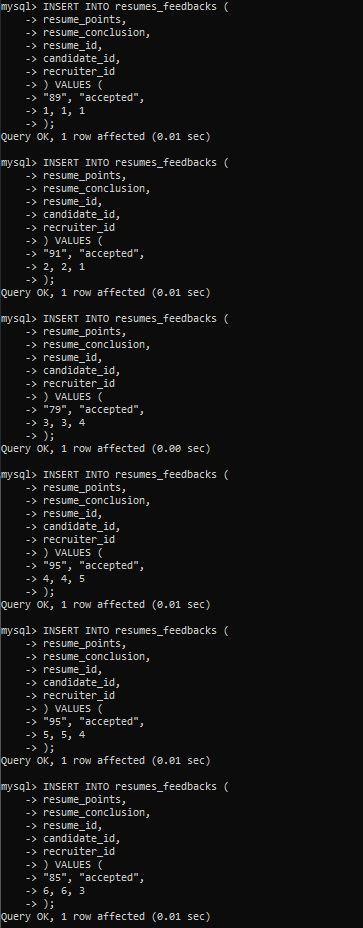 mysql> INSERT INTO resumes_feedbacks (
-> resume_points,
-> resume_conclusion,
-> resume_id,
-> candidate_id,
-> recruiter_id
-> ) VALUES (
-> "89", "accepted",
-> 1, 1, 1
-> );
Query OK, 1 row affected (0.01 sec)
mysql> INSERT INTO resumes_feedbacks (
-> resume_points,
-> resume_conclusion,
-> resume_id,
-> candidate_id,
-> recruiter_id
-> ) VALUES (
-> "91", "accepted",
-> 2, 2, 1
-> );
Query OK, 1 row affected (0.01 sec)
mysql> INSERT INTO resumes_feedbacks (
-> resume_points,
-> resume_conclusion,
-> resume_id,
-> candidate_id,
-> recruiter_id
-> ) VALUES (
-> "79", "accepted",
-> 3, 3, 4
-> );
Query OK, 1 row affected (0.00 sec)
mysql> INSERT INTO resumes_feedbacks (
-> resume_points,
-> resume_conclusion,
-> resume_id,
-> candidate_id,
-> recruiter_id
-> ) VALUES (
-> "95", "accepted",
-> 4, 4, 5
-> );
Query OK, 1 row affected (0.01 sec)
mysql> INSERT INTO resumes_feedbacks (
-> resume_points,
-> resume_conclusion,
-> resume_id,
-> candidate_id,
-> recruiter_id
-> ) VALUES (
-> "95", "accepted",
-> 5, 5, 4
-> );
Query OK, 1 row affected (0.01 sec)
mysql> INSERT INTO resumes_feedbacks (
-> resume_points,
-> resume_conclusion,
-> resume_id,
-> candidate_id,
-> recruiter_id
-> ) VALUES (
-> "85", "accepted",
-> 6, 6, 3
-> );
Query OK, 1 row affected (0.01 sec)